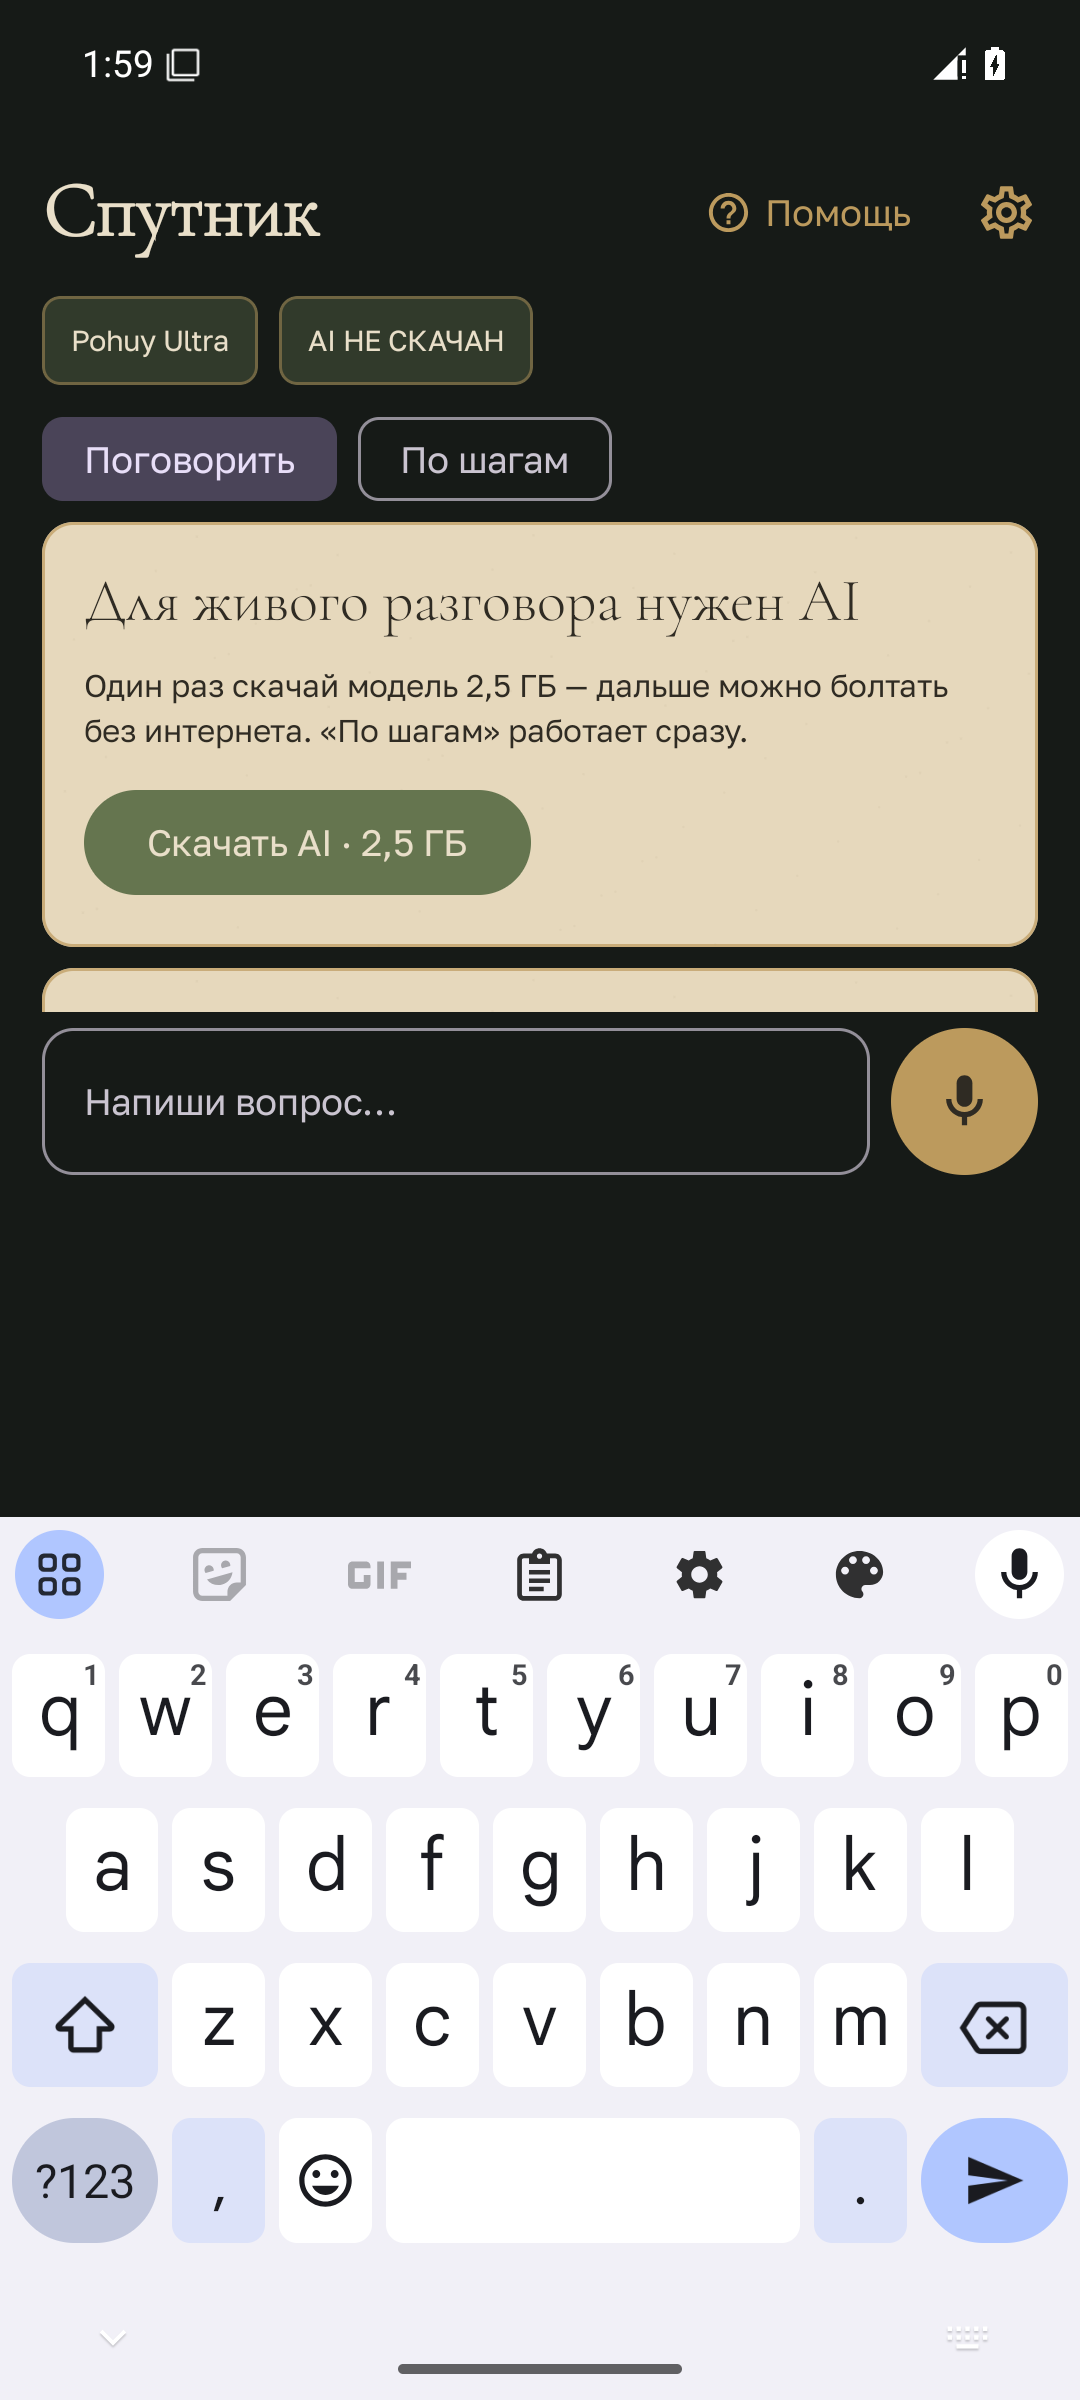 1:59
Спутник
Помощь
Pohuy Ultra
AI НЕ СКАЧАН
Поговорить
По шагам
Для живого разговора нужен AI
Один раз скачай модель 2,5 ГБ — дальше можно болтать
без интернета. «По шагам» работает сразу.
Скачать AI · 2,5 ГБ
Напиши вопрос...
GIF
q 1 w 2 e 3 r 4 t 5 y 6 u 7 i 8 o 9 p 0
a s d f g h j k l
z x c v b n m
?123 , .